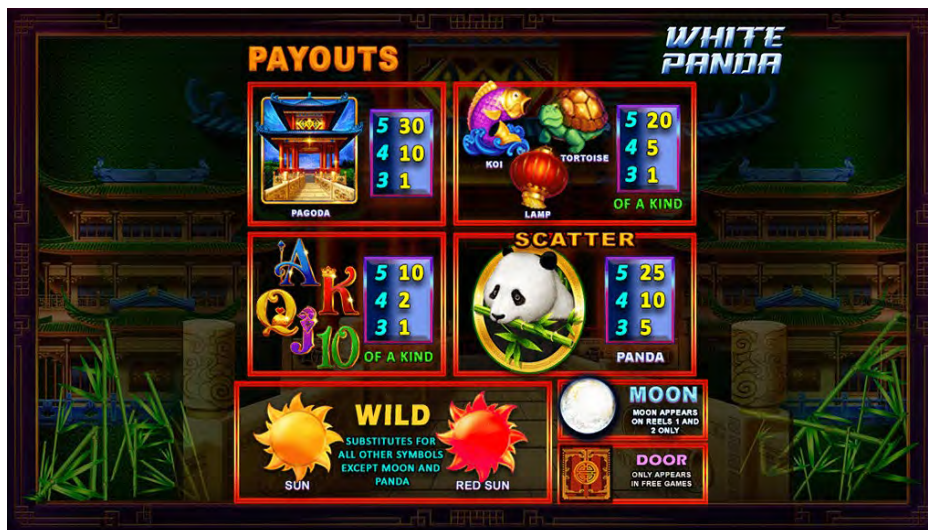 PAYOUTS
WHITE
PANDA
5 30
4 10
3 1
PAGODA
KOI
TORTOISE
LAMP
5 20
4 5
3 1
OF A KIND
A K Q J 10
5 10
4 2
3 1
OF A KIND
SCATTER
5 25
4 10
3 5
PANDA
WILD
SUBSTITUTES FOR
ALL OTHER SYMBOLS
EXCEPT MOON AND
PANDA
SUN
RED SUN
MOON
MOON APPEARS
ON REELS 1 AND
2 ONLY
DOOR
ONLY APPEARS
IN FREE GAMES